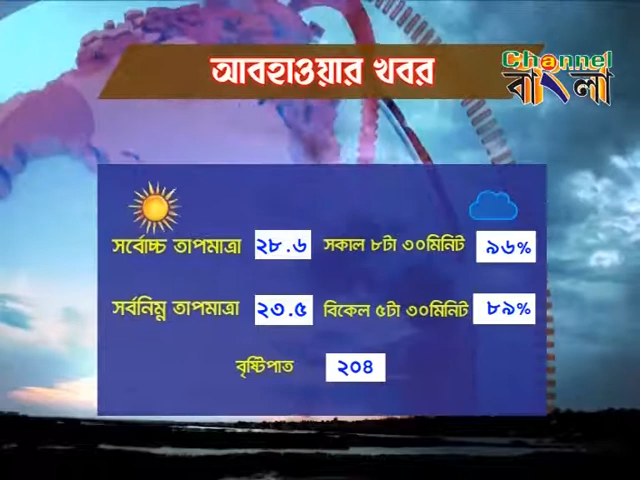 আবহাওয়ার খবর
Channel
বাংলা
সর্বোচ্চ তাপমাত্রা ২৮.৬ সকাল ৮টা ৩০মিনিট ৯৬%
সর্বনিম্ন তাপমাত্রা ২৩.৫ বিকেল ৫টা ৩০মিনিট ৮৯%
বৃষ্টিপাত ২০৪